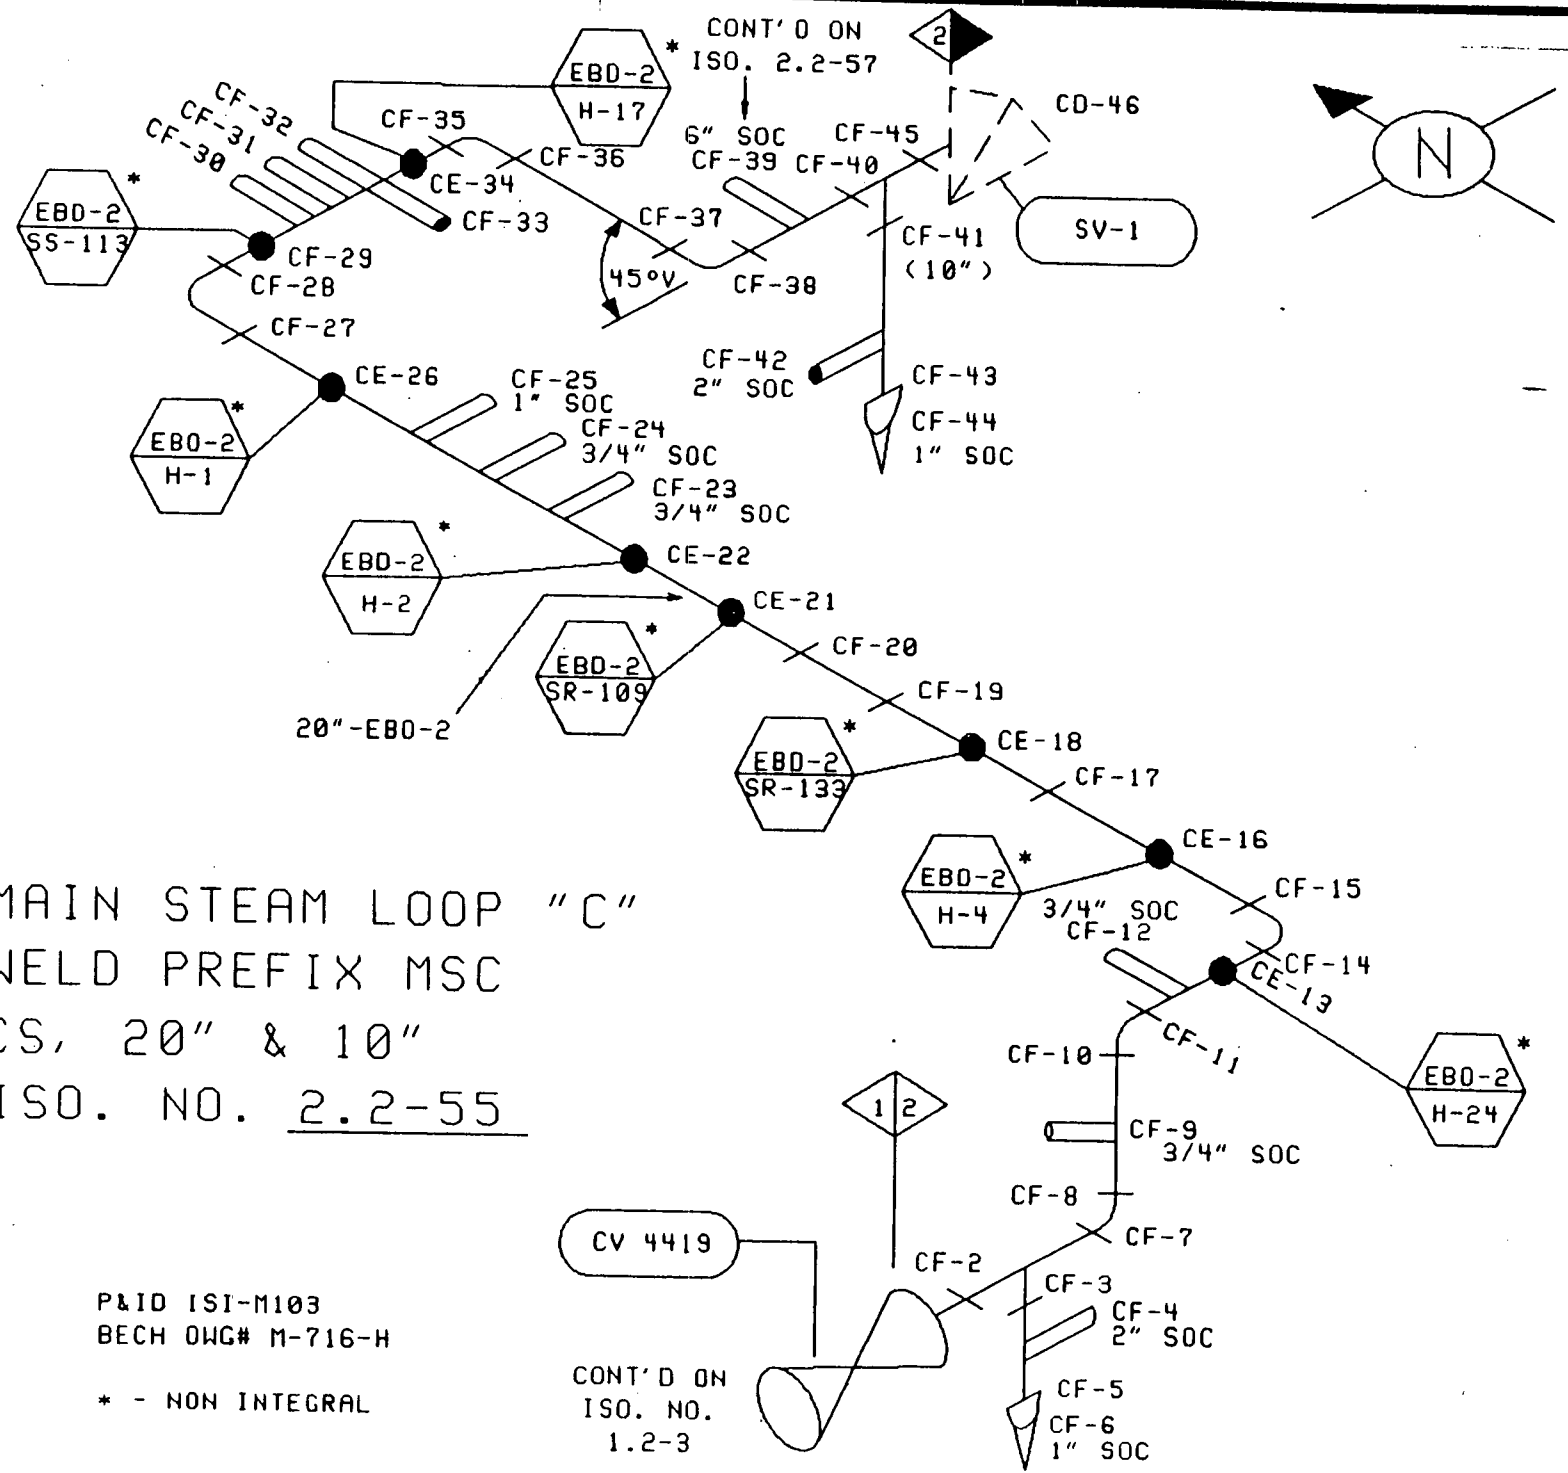 CONT'D ON
ISO. 2.2-57
2
EBD-2
*
H-17
CD-46
CF-32
CF-31
CF-30
CF-35
6" SOC
CF-39
CF-45
CF-40
CF-36
CE-34
CF-33
N
EBD-2
*
SS-113
CF-29
CF-28
CF-37
CF-41
(10")
SV-1
45°V
CF-38
CF-27
CE-26
CF-25
1" SOC
CF-42
2" SOC
CF-43
CF-44
1" SOC
EBD-2
*
H-1
CF-24
3/4" SOC
CF-23
3/4" SOC
EBD-2
*
H-2
CE-22
CE-21
EBD-2
*
SR-109
CF-20
CF-19
20"-EBD-2
EBD-2
*
SR-133
CE-18
CF-17
CE-16
EBD-2
*
H-4
CF-15
3/4" SOC
CF-12
CF-14
CE-13
MAIN STEAM LOOP "C"
WELD PREFIX MSC
CS, 20" & 10"
ISO. NO. 2.2-55
CF-10
CF-11
EBD-2
*
H-24
1 2
CF-9
3/4" SOC
CF-8
CF-7
CV 4419
CF-2
CF-3
CF-4
2" SOC
P&ID ISI-M103
BECH DWG# M-716-H
* - NON INTEGRAL
CONT'D ON
ISO. NO.
1.2-3
CF-5
CF-6
1" SOC